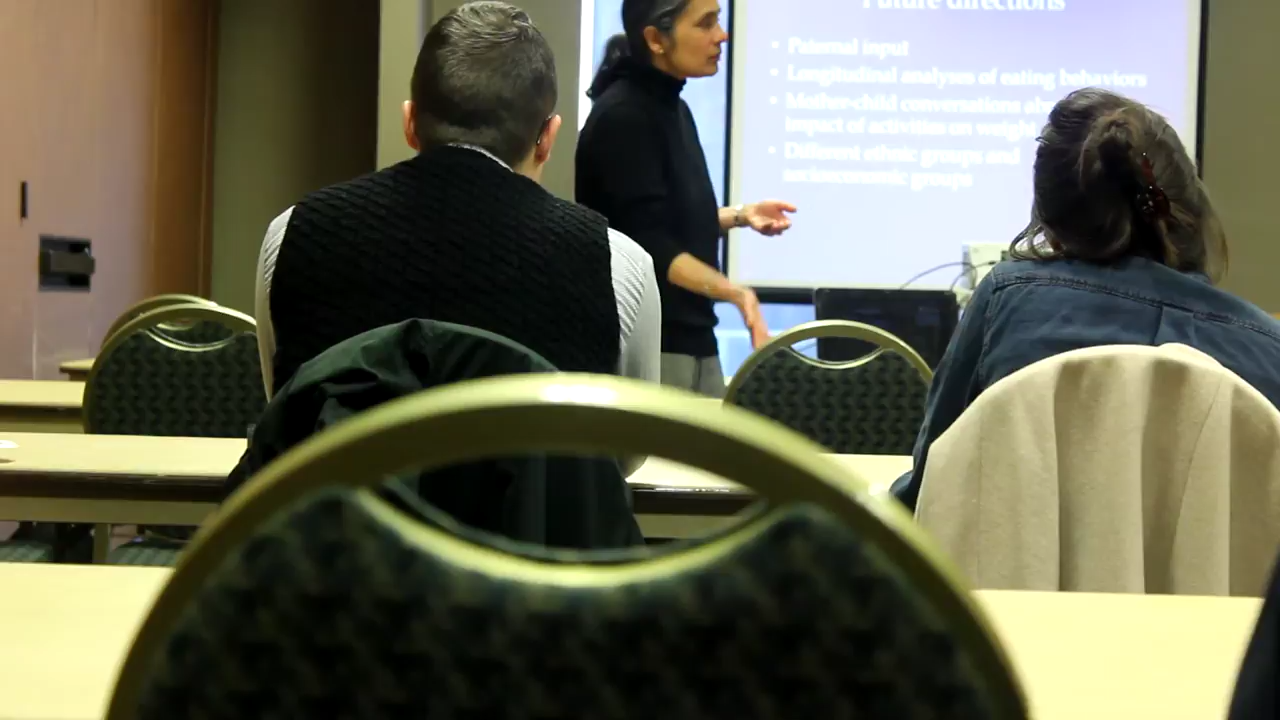 Future directions
• Paternal input
• Longitudinal analyses of eating behaviors
• Mother-child conversations
impact of activities on weight
• Different ethnic groups and
socioeconomic groups